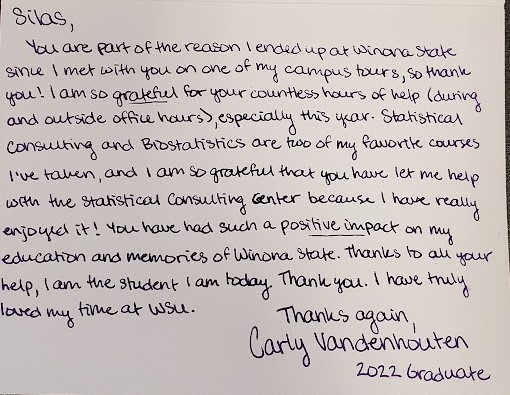 Silas,
You are part of the reason I ended up at Winona State
since I met with you on one of my campus tours, so thank
you! I am so grateful for your countless hours of help (during
and outside office hours), especially this year. Statistical
Consulting and Biostatistics are two of my favorite courses
I've taken, and I am so grateful that you have let me help
with the Statistical Consulting Center because I have really
enjoyed it! You have had such a positive impact on my
education and memories of Winona State. Thanks to all your
help, I am the student I am today. Thank you. I have truly
loved my time at WSU.
Thanks again,
Carly Vandenhouten
2022 Graduate